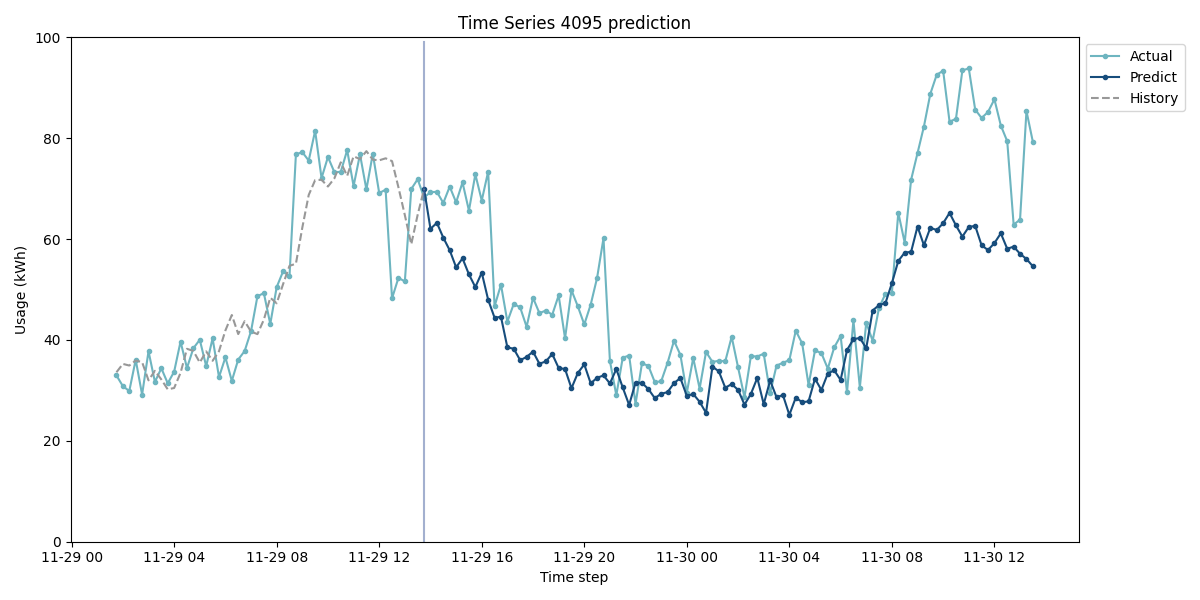 Time Series 4095 prediction
100
80
60
40
20
0
Usage (kWh)
11-29 00 11-29 04 11-29 08 11-29 12 11-29 16 11-29 20 11-30 00 11-30 04 11-30 08 11-30 12
Time step
Actual
Predict
History